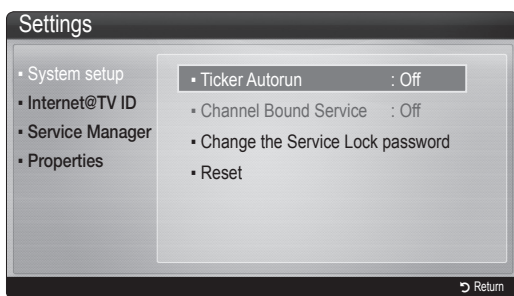 Settings
▪ System setup
▪ Internet@TV ID
▪ Service Manager
▪ Properties
▪ Ticker Autorun : Off
▪ Channel Bound Service : Off
▪ Change the Service Lock password
▪ Reset
Return